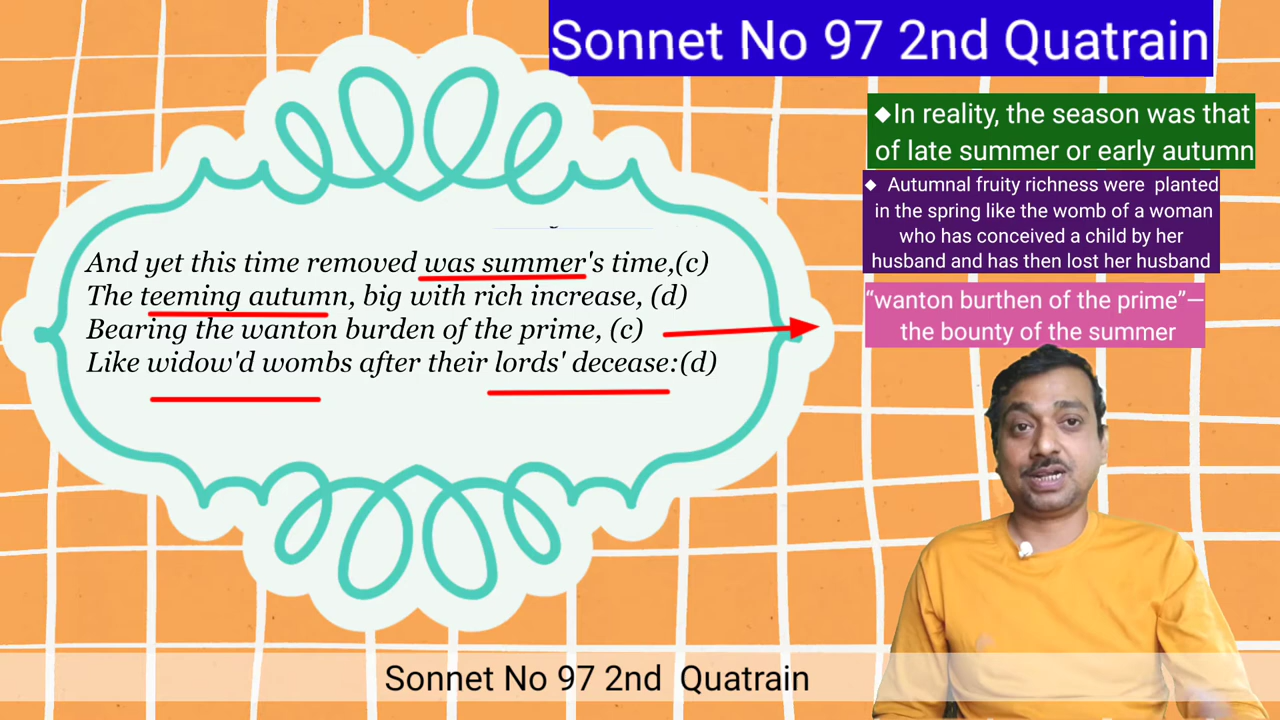 Sonnet No 97 2nd Quatrain
◆In reality, the season was that
of late summer or early autumn
◆ Autumnal fruity richness were planted
in the spring like the womb of a woman
who has conceived a child by her
husband and has then lost her husband
“wanton burthen of the prime”—
the bounty of the summer
And yet this time removed was summer's time,(c)
The teeming autumn, big with rich increase, (d)
Bearing the wanton burden of the prime, (c)
Like widow'd wombs after their lords' decease:(d)
Sonnet No 97 2nd Quatrain